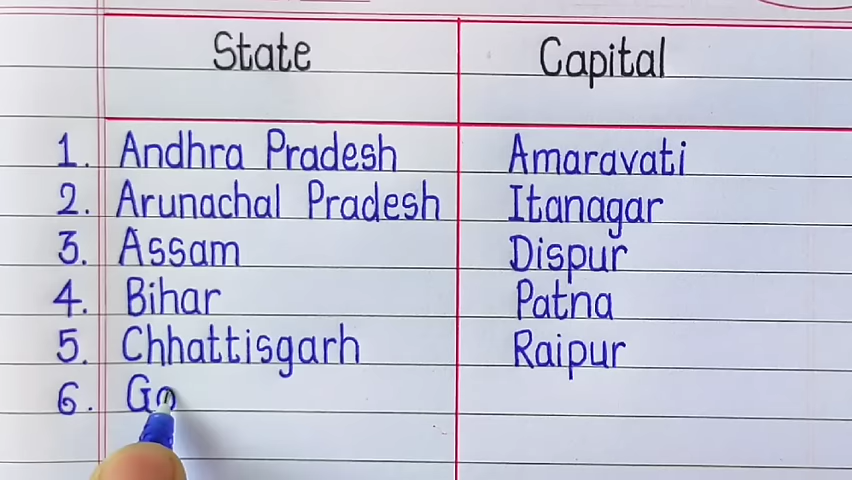 State Capital
1. Andhra Pradesh Amaravati
2. Arunachal Pradesh Itanagar
3. Assam Dispur
4. Bihar Patna
5. Chhattisgarh Raipur
6. Go